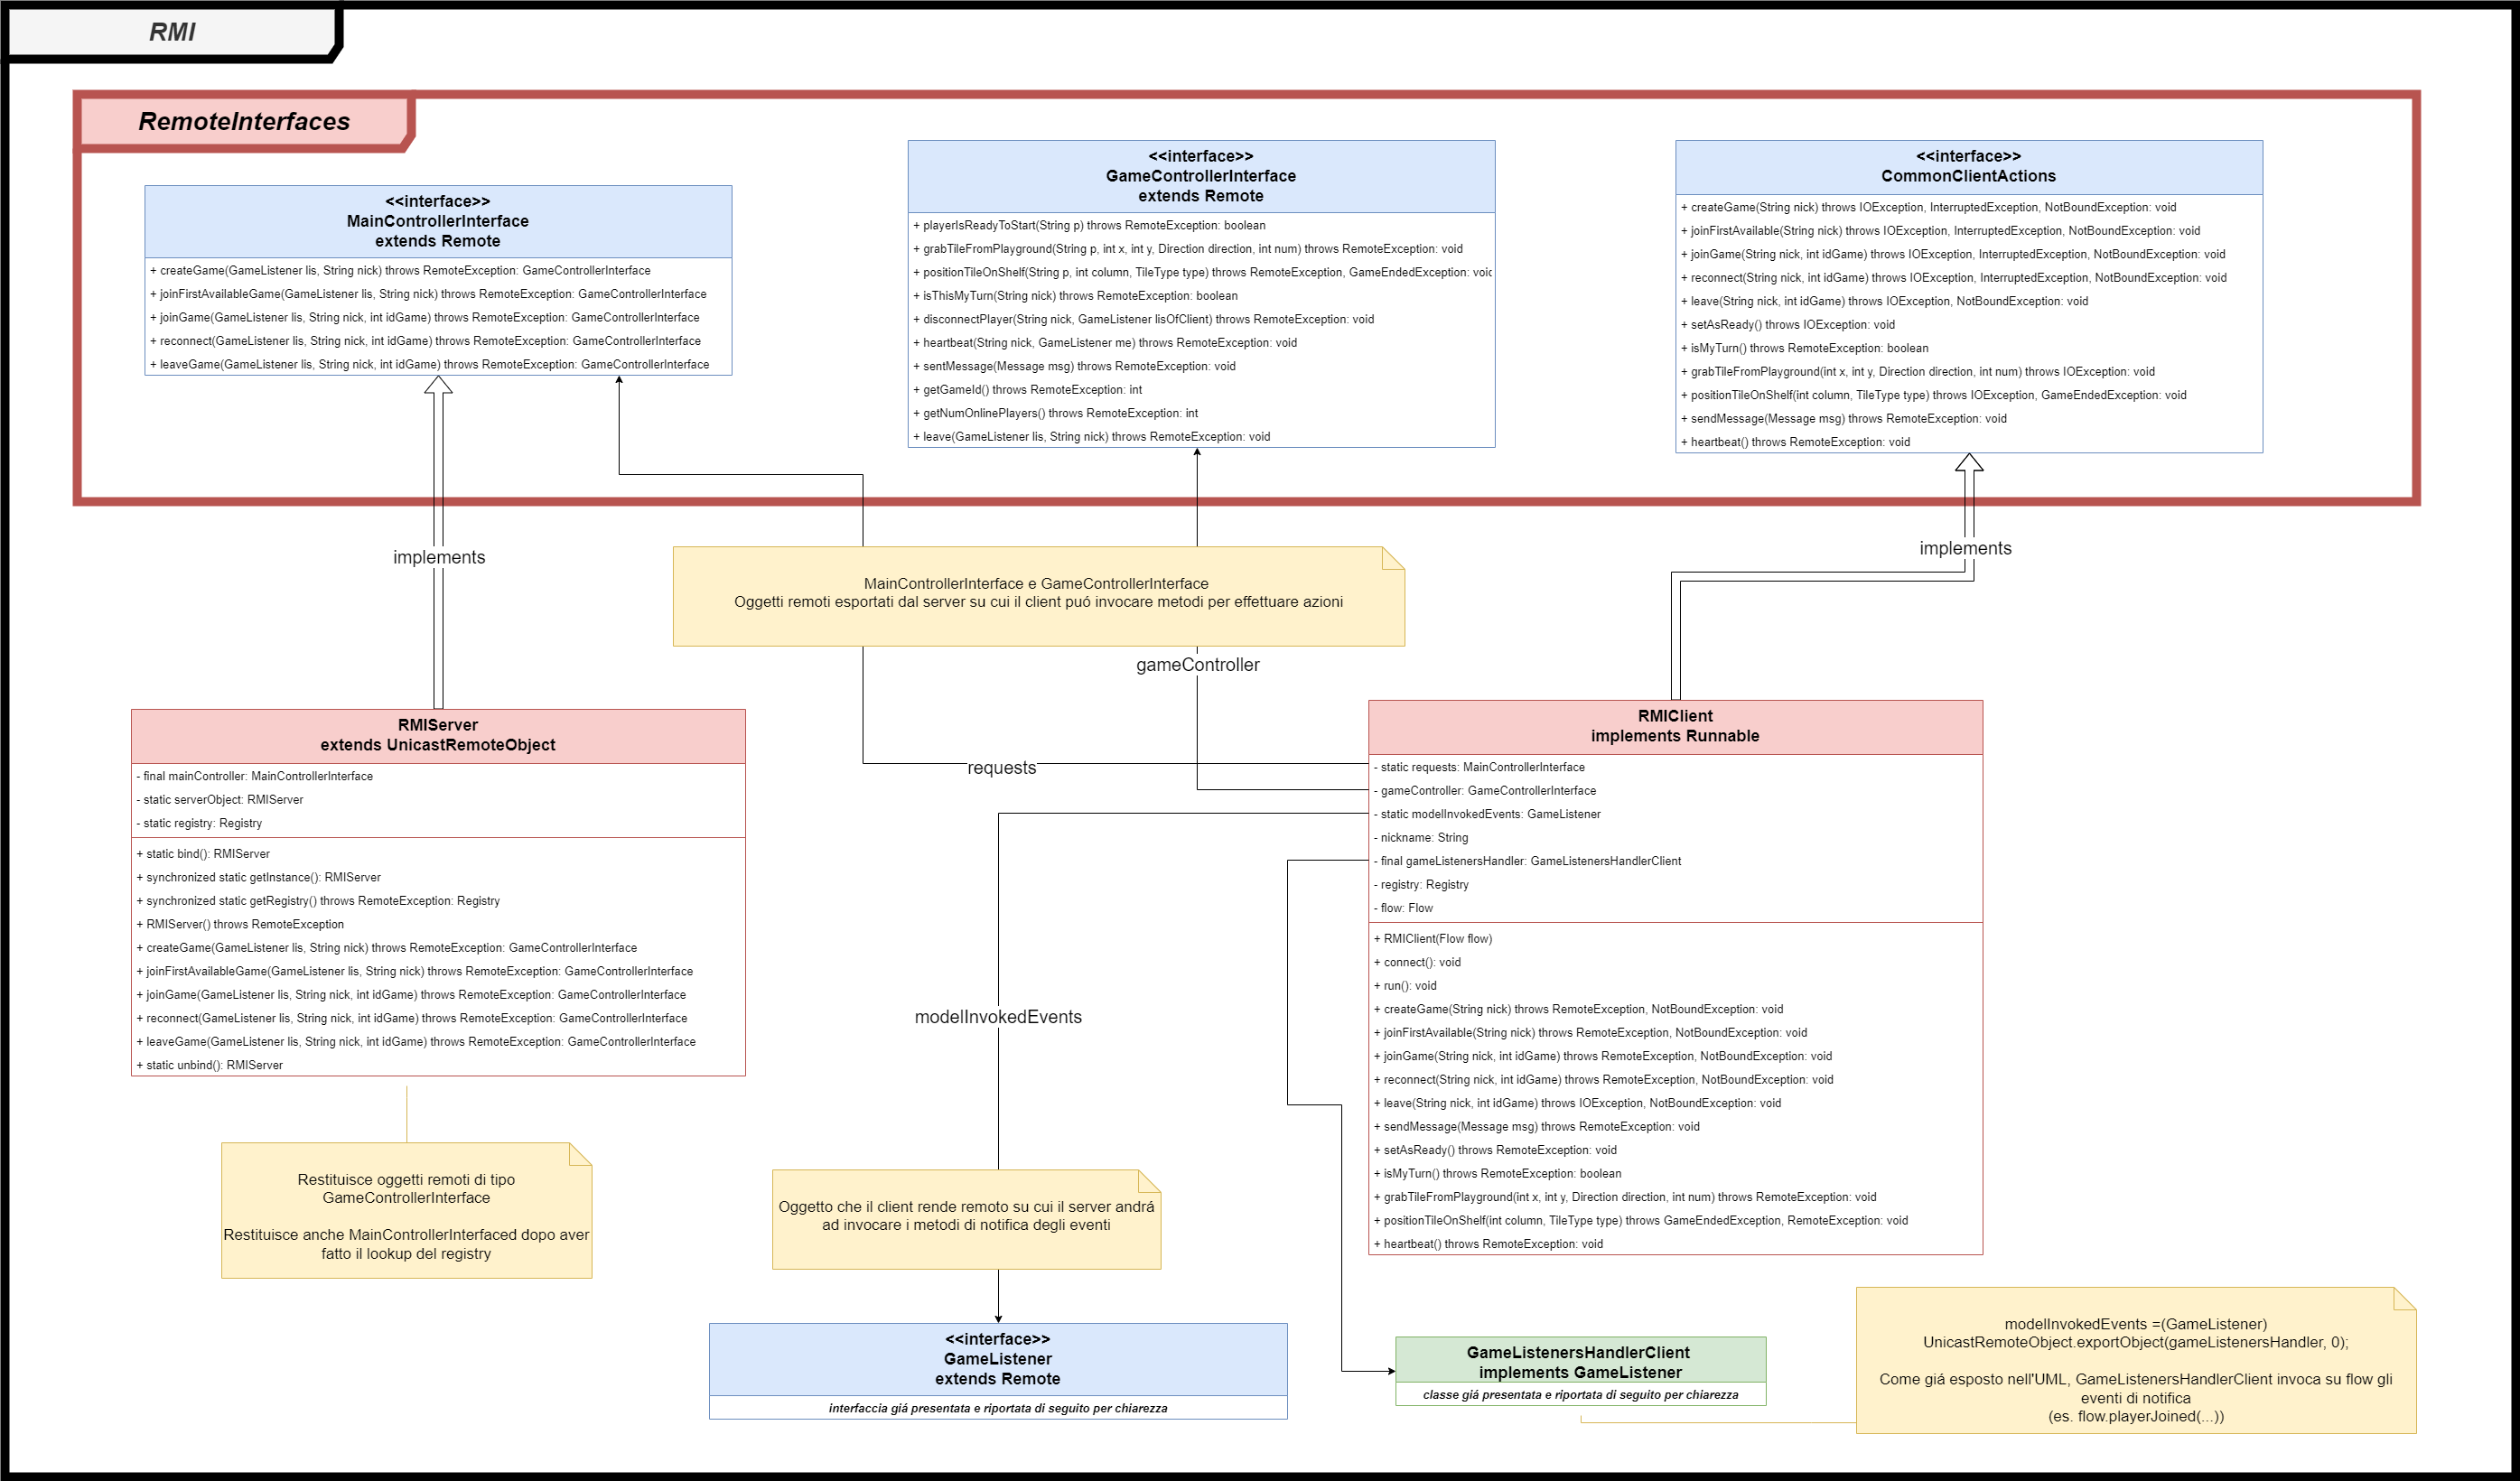 RMI
RemoteInterfaces
<<interface>>
MainControllerInterface
extends Remote
+ createGame(GameListener lis, String nick) throws RemoteException: GameControllerInterface
+ joinFirstAvailableGame(GameListener lis, String nick) throws RemoteException: GameControllerInterface
+ joinGame(GameListener lis, String nick, int idGame) throws RemoteException: GameControllerInterface
+ reconnect(GameListener lis, String nick, int idGame) throws RemoteException: GameControllerInterface
+ leaveGame(GameListener lis, String nick, int idGame) throws RemoteException: GameControllerInterface
<<interface>>
GameControllerInterface
extends Remote
+ playerIsReadyToStart(String p) throws RemoteException: boolean
+ grabTileFromPlayground(String p, int x, int y, Direction direction, int num) throws RemoteException: void
+ positionTileOnShelf(String p, int column, TileType type) throws RemoteException, GameEndedException: void
+ isThisMyTurn(String nick) throws RemoteException: boolean
+ disconnectPlayer(String nick, GameListener lisOfClient) throws RemoteException: void
+ heartbeat(String nick, GameListener me) throws RemoteException: void
+ sentMessage(Message msg) throws RemoteException: void
+ getGameId() throws RemoteException: int
+ getNumOnlinePlayers() throws RemoteException: int
+ leave(GameListener lis, String nick) throws RemoteException: void
<<interface>>
CommonClientActions
+ createGame(String nick) throws IOException, InterruptedException, NotBoundException: void
+ joinFirstAvailable(String nick) throws IOException, InterruptedException, NotBoundException: void
+ joinGame(String nick, int idGame) throws IOException, InterruptedException, NotBoundException: void
+ reconnect(String nick, int idGame) throws IOException, InterruptedException, NotBoundException: void
+ leave(String nick, int idGame) throws IOException, NotBoundException: void
+ setAsReady() throws IOException: void
+ isMyTurn() throws RemoteException: boolean
+ grabTileFromPlayground(int x, int y, Direction direction, int num) throws IOException: void
+ positionTileOnShelf(int column, TileType type) throws IOException, GameEndedException: void
+ sendMessage(Message msg) throws RemoteException: void
+ heartbeat() throws RemoteException: void
implements
MainControllerInterface e GameControllerInterface
Oggetti remoti esportati dal server su cui il client puó invocare metodi per effettuare azioni
implements
gameController
requests
RMIServer
extends UnicastRemoteObject
- final mainController: MainControllerInterface
- static serverObject: RMIServer
- static registry: Registry
+ static bind(): RMIServer
+ synchronized static getInstance(): RMIServer
+ synchronized static getRegistry() throws RemoteException: Registry
+ RMIServer() throws RemoteException
+ createGame(GameListener lis, String nick) throws RemoteException: GameControllerInterface
+ joinFirstAvailableGame(GameListener lis, String nick) throws RemoteException: GameControllerInterface
+ joinGame(GameListener lis, String nick, int idGame) throws RemoteException: GameControllerInterface
+ reconnect(GameListener lis, String nick, int idGame) throws RemoteException: GameControllerInterface
+ leaveGame(GameListener lis, String nick, int idGame) throws RemoteException: GameControllerInterface
+ static unbind(): RMIServer
RMIClient
implements Runnable
- static requests: MainControllerInterface
- gameController: GameControllerInterface
- static modelInvokedEvents: GameListener
- nickname: String
- final gameListenersHandler: GameListenersHandlerClient
- registry: Registry
- flow: Flow
+ RMIClient(Flow flow)
+ connect(): void
+ run(): void
+ createGame(String nick) throws RemoteException, NotBoundException: void
+ joinFirstAvailable(String nick) throws RemoteException, NotBoundException: void
+ joinGame(String nick, int idGame) throws RemoteException, NotBoundException: void
+ reconnect(String nick, int idGame) throws RemoteException, NotBoundException: void
+ leave(String nick, int idGame) throws IOException, NotBoundException: void
+ sendMessage(Message msg) throws RemoteException: void
+ setAsReady() throws RemoteException: void
+ isMyTurn() throws RemoteException: boolean
+ grabTileFromPlayground(int x, int y, Direction direction, int num) throws RemoteException: void
+ positionTileOnShelf(int column, TileType type) throws GameEndedException, RemoteException: void
+ heartbeat() throws RemoteException: void
modelInvokedEvents
Restituisce oggetti remoti di tipo
GameControllerInterface
Restituisce anche MainControllerInterfaced dopo aver
fatto il lookup del registry
Oggetto che il client rende remoto su cui il server andrá
ad invocare i metodi di notifica degli eventi
<<interface>>
GameListener
extends Remote
interfaccia giá presentata e riportata di seguito per chiarezza
GameListenersHandlerClient
implements GameListener
classe giá presentata e riportata di seguito per chiarezza
modelInvokedEvents =(GameListener)
UnicastRemoteObject.exportObject(gameListenersHandler, 0);
Come giá esposto nell'UML, GameListenersHandlerClient invoca su flow gli
eventi di notifica
(es. flow.playerJoined(...))